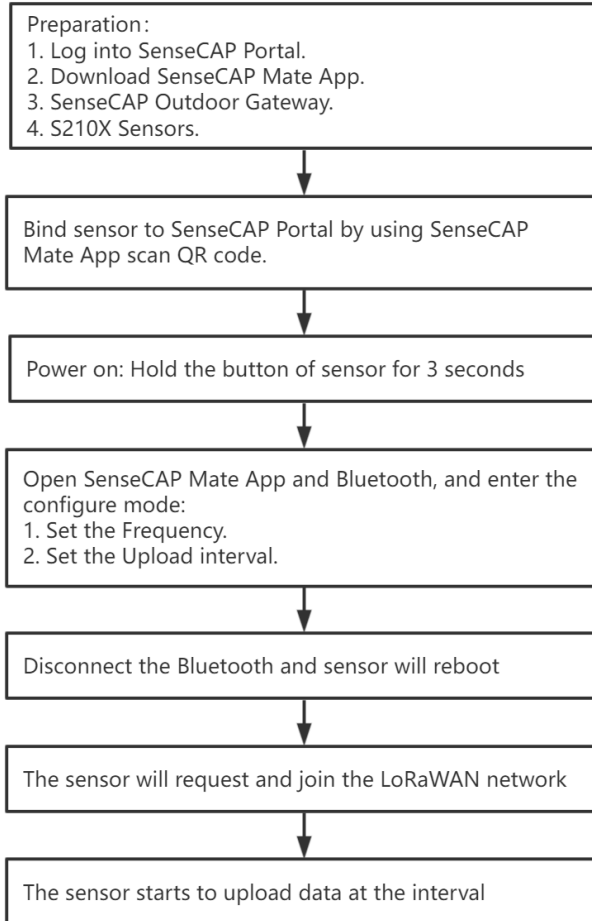 Preparation：
1. Log into SenseCAP Portal.
2. Download SenseCAP Mate App.
3. SenseCAP Outdoor Gateway.
4. S210X Sensors.
Bind sensor to SenseCAP Portal by using SenseCAP
Mate App scan QR code.
Power on: Hold the button of sensor for 3 seconds
Open SenseCAP Mate App and Bluetooth, and enter the
configure mode:
1. Set the Frequency.
2. Set the Upload interval.
Disconnect the Bluetooth and sensor will reboot
The sensor will request and join the LoRaWAN network
The sensor starts to upload data at the interval